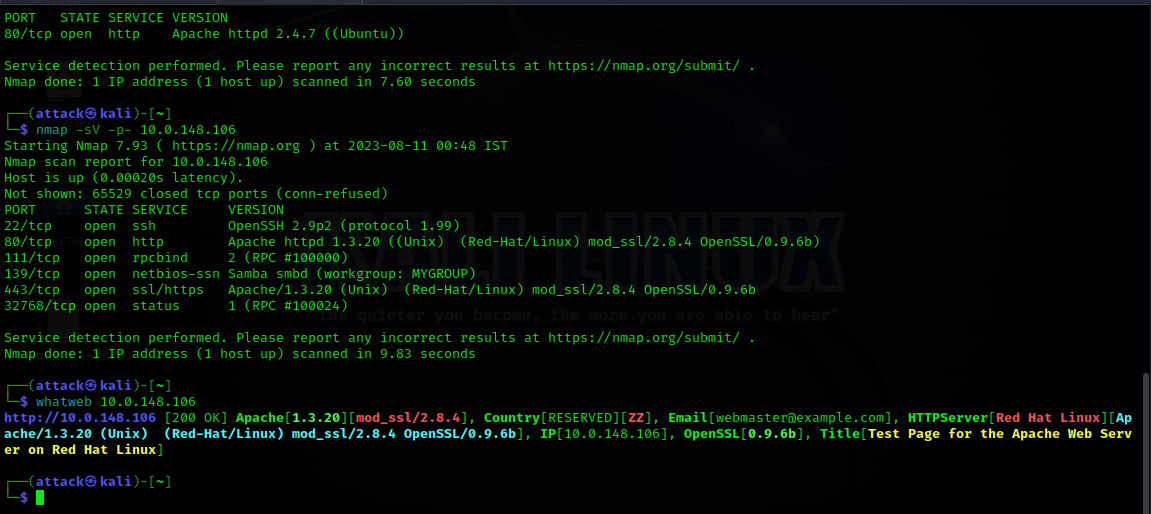 PORT   STATE SERVICE VERSION
80/tcp open  http    Apache httpd 2.4.7 ((Ubuntu))
Service detection performed. Please report any incorrect results at https://nmap.org/submit/ .
Nmap done: 1 IP address (1 host up) scanned in 7.60 seconds
┌──(attack㉿kali)-[~]
└─$ nmap -sV -p- 10.0.148.106
Starting Nmap 7.93 ( https://nmap.org ) at 2023-08-11 00:48 IST
Nmap scan report for 10.0.148.106
Host is up (0.00020s latency).
Not shown: 65529 closed tcp ports (conn-refused)
PORT      STATE SERVICE     VERSION
22/tcp    open  ssh         OpenSSH 2.9p2 (protocol 1.99)
80/tcp    open  http        Apache httpd 1.3.20 ((Unix)  (Red-Hat/Linux) mod_ssl/2.8.4 OpenSSL/0.9.6b)
111/tcp   open  rpcbind     2 (RPC #100000)
139/tcp   open  netbios-ssn Samba smbd (workgroup: MYGROUP)
443/tcp   open  ssl/https   Apache/1.3.20 (Unix)  (Red-Hat/Linux) mod_ssl/2.8.4 OpenSSL/0.9.6b
32768/tcp open  status      1 (RPC #100024)
KALI LINUX
the quieter you become, the more you are able to hear"
Service detection performed. Please report any incorrect results at https://nmap.org/submit/ .
Nmap done: 1 IP address (1 host up) scanned in 9.83 seconds
┌──(attack㉿kali)-[~]
└─$ whatweb 10.0.148.106
http://10.0.148.106 [200 OK] Apache[1.3.20][mod_ssl/2.8.4], Country[RESERVED][ZZ], Email[webmaster@example.com], HTTPServer[Red Hat Linux][Ap
ache/1.3.20 (Unix)  (Red-Hat/Linux) mod_ssl/2.8.4 OpenSSL/0.9.6b], IP[10.0.148.106], OpenSSL[0.9.6b], Title[Test Page for the Apache Web Serv
er on Red Hat Linux]
┌──(attack㉿kali)-[~]
└─$